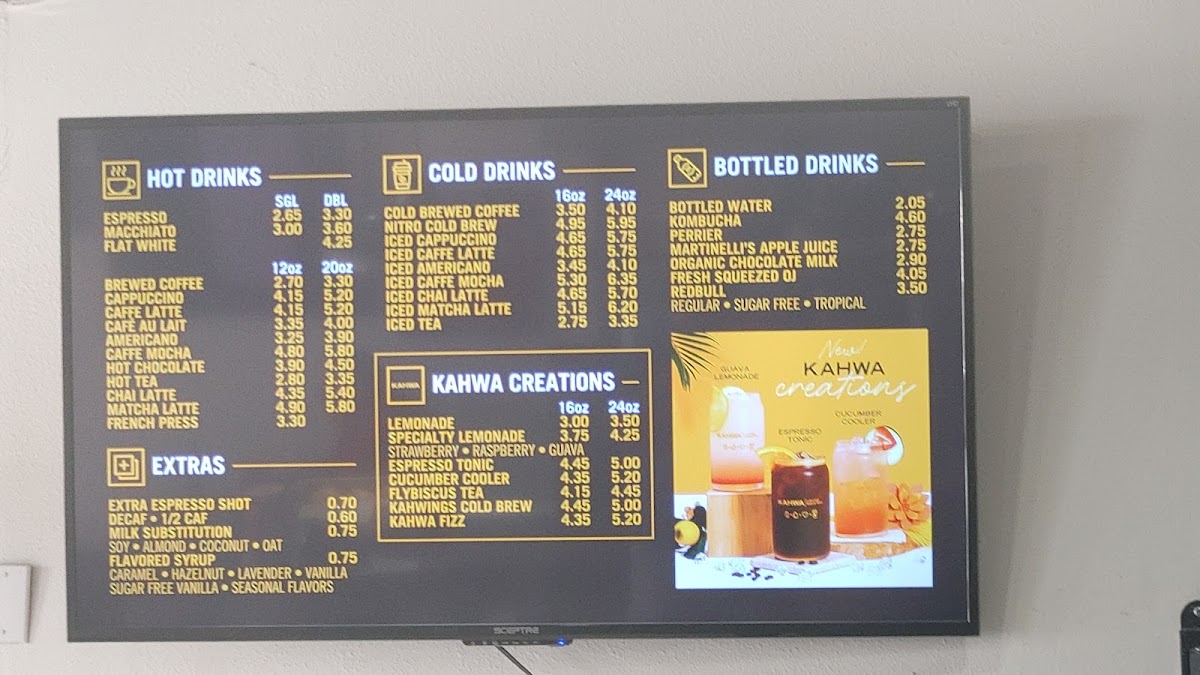 HOT DRINKS
SGL DBL
ESPRESSO 2.65 3.30
MACCHIATO 3.00 3.60
FLAT WHITE 4.25
12oz 20oz
BREWED COFFEE 2.70 3.30
CAPPUCCINO 4.15 5.20
CAFFE LATTE 4.15 5.20
CAFE AU LAIT 3.35 4.00
AMERICANO 3.25 3.90
CAFFE MOCHA 4.80 5.80
HOT CHOCOLATE 3.90 4.50
HOT TEA 2.80 3.35
CHAI LATTE 4.35 5.40
MATCHA LATTE 4.90 5.80
FRENCH PRESS 3.30
EXTRAS
EXTRA ESPRESSO SHOT 0.70
DECAF • 1/2 CAF 0.60
MILK SUBSTITUTION 0.75
SOY • ALMOND • COCONUT • OAT
FLAVORED SYRUP 0.75
CARAMEL • HAZELNUT • LAVENDER • VANILLA
SUGAR FREE VANILLA • SEASONAL FLAVORS
COLD DRINKS
16oz 24oz
COLD BREWED COFFEE 3.50 4.10
NITRO COLD BREW 4.95 5.95
ICED CAPPUCCINO 4.65 5.75
ICED CAFFE LATTE 4.65 5.75
ICED AMERICANO 3.45 4.10
ICED CAFFE MOCHA 5.30 6.35
ICED CHAI LATTE 4.65 5.70
ICED MATCHA LATTE 5.15 6.20
ICED TEA 2.75 3.35
KAHWA
KAHWA CREATIONS
16oz 24oz
LEMONADE 3.00 3.50
SPECIALTY LEMONADE 3.75 4.25
STRAWBERRY • RASPBERRY • GUAVA
ESPRESSO TONIC 4.45 5.00
CUCUMBER COOLER 4.35 5.20
FLYBISCUS TEA 4.15 4.45
KAHWINGS COLD BREW 4.45 5.00
KAHWA FIZZ 4.35 5.20
BOTTLED DRINKS
BOTTLED WATER 2.05
KOMBUCHA 4.60
PERRIER 2.75
MARTINELLI'S APPLE JUICE 2.75
ORGANIC CHOCOLATE MILK 2.90
FRESH SQUEEZED OJ 4.05
REDBULL 3.50
REGULAR • SUGAR FREE • TROPICAL
New!
KAHWA
creations
GUAVA
LEMONADE
CUCUMBER
COOLER
ESPRESSO
TONIC
KAHWA
KAHWA
SCEPTRE